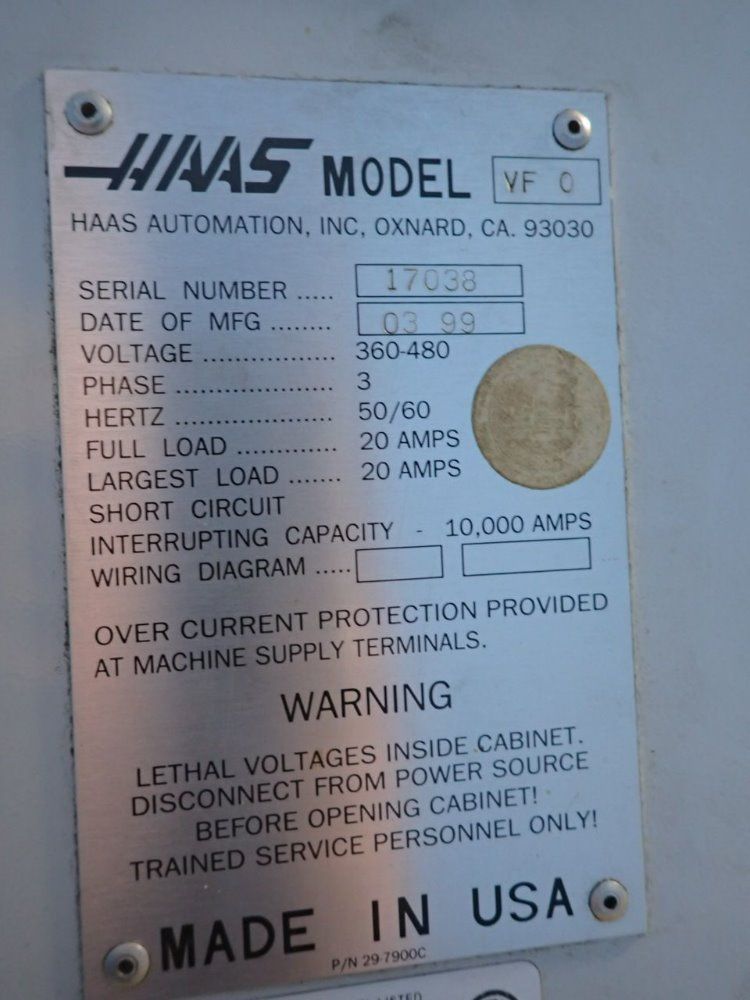 HAAS MODEL VF 0
HAAS AUTOMATION, INC, OXNARD, CA. 93030
SERIAL NUMBER ..... 17038
DATE OF MFG ........ 03 99
VOLTAGE ................. 360-480
PHASE .................... 3
HERTZ .................... 50/60
FULL LOAD ............. 20 AMPS
LARGEST LOAD ....... 20 AMPS
SHORT CIRCUIT
INTERRUPTING CAPACITY - 10,000 AMPS
WIRING DIAGRAM .....
OVER CURRENT PROTECTION PROVIDED
AT MACHINE SUPPLY TERMINALS.
WARNING
LETHAL VOLTAGES INSIDE CABINET.
DISCONNECT FROM POWER SOURCE
BEFORE OPENING CABINET!
TRAINED SERVICE PERSONNEL ONLY!
MADE IN USA
P/N 29-7900C